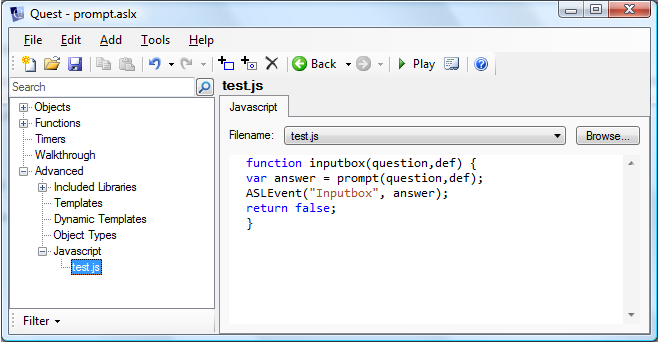 Quest - prompt.aslx
File Edit Add Tools Help
Back Play
Search
Objects
Functions
Timers
Walkthrough
Advanced
Included Libraries
Templates
Dynamic Templates
Object Types
Javascript
test.js
Filter
test.js
Javascript
Filename: test.js Browse...
function inputbox(question,def) {
var answer = prompt(question,def);
ASLEvent("Inputbox", answer);
return false;
}